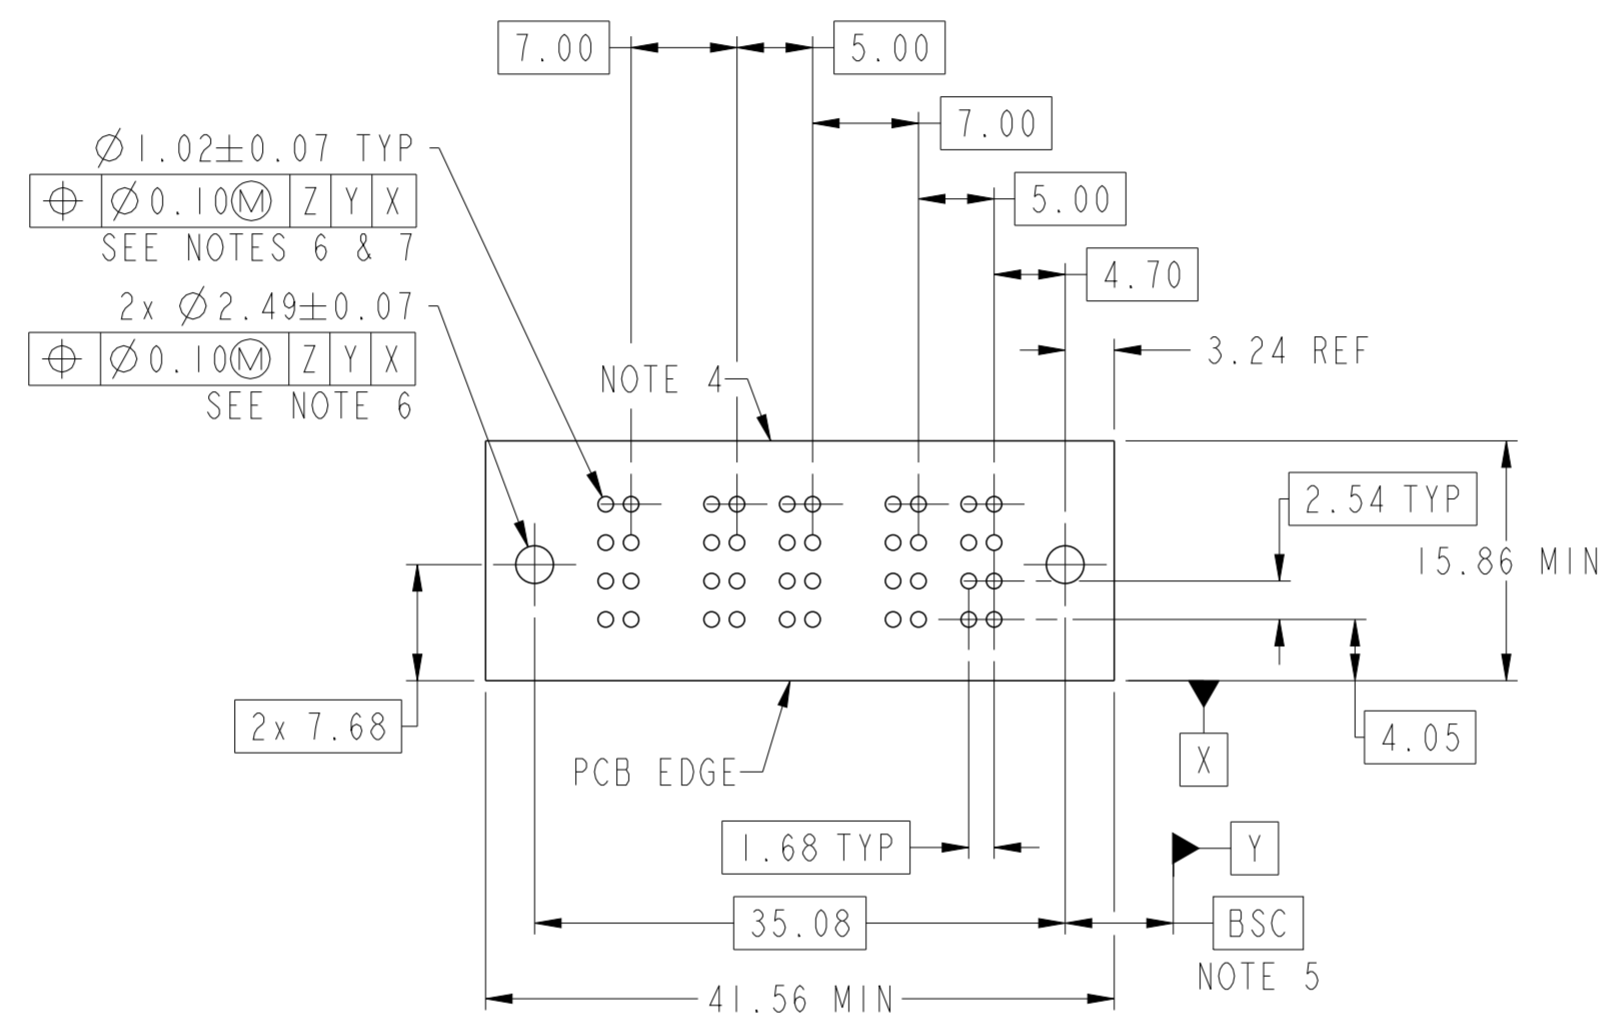 7.00
5.00
7.00
Ø1.02±0.07 TYP
⌖ Ø0.10Ⓜ Z Y X
SEE NOTES 6 & 7
5.00
4.70
2x Ø2.49±0.07
⌖ Ø0.10Ⓜ Z Y X
SEE NOTE 6
3.24 REF
NOTE 4
2.54 TYP
15.86 MIN
2x 7.68
4.05
X
PCB EDGE
1.68 TYP
Y
35.08
BSC
NOTE 5
41.56 MIN